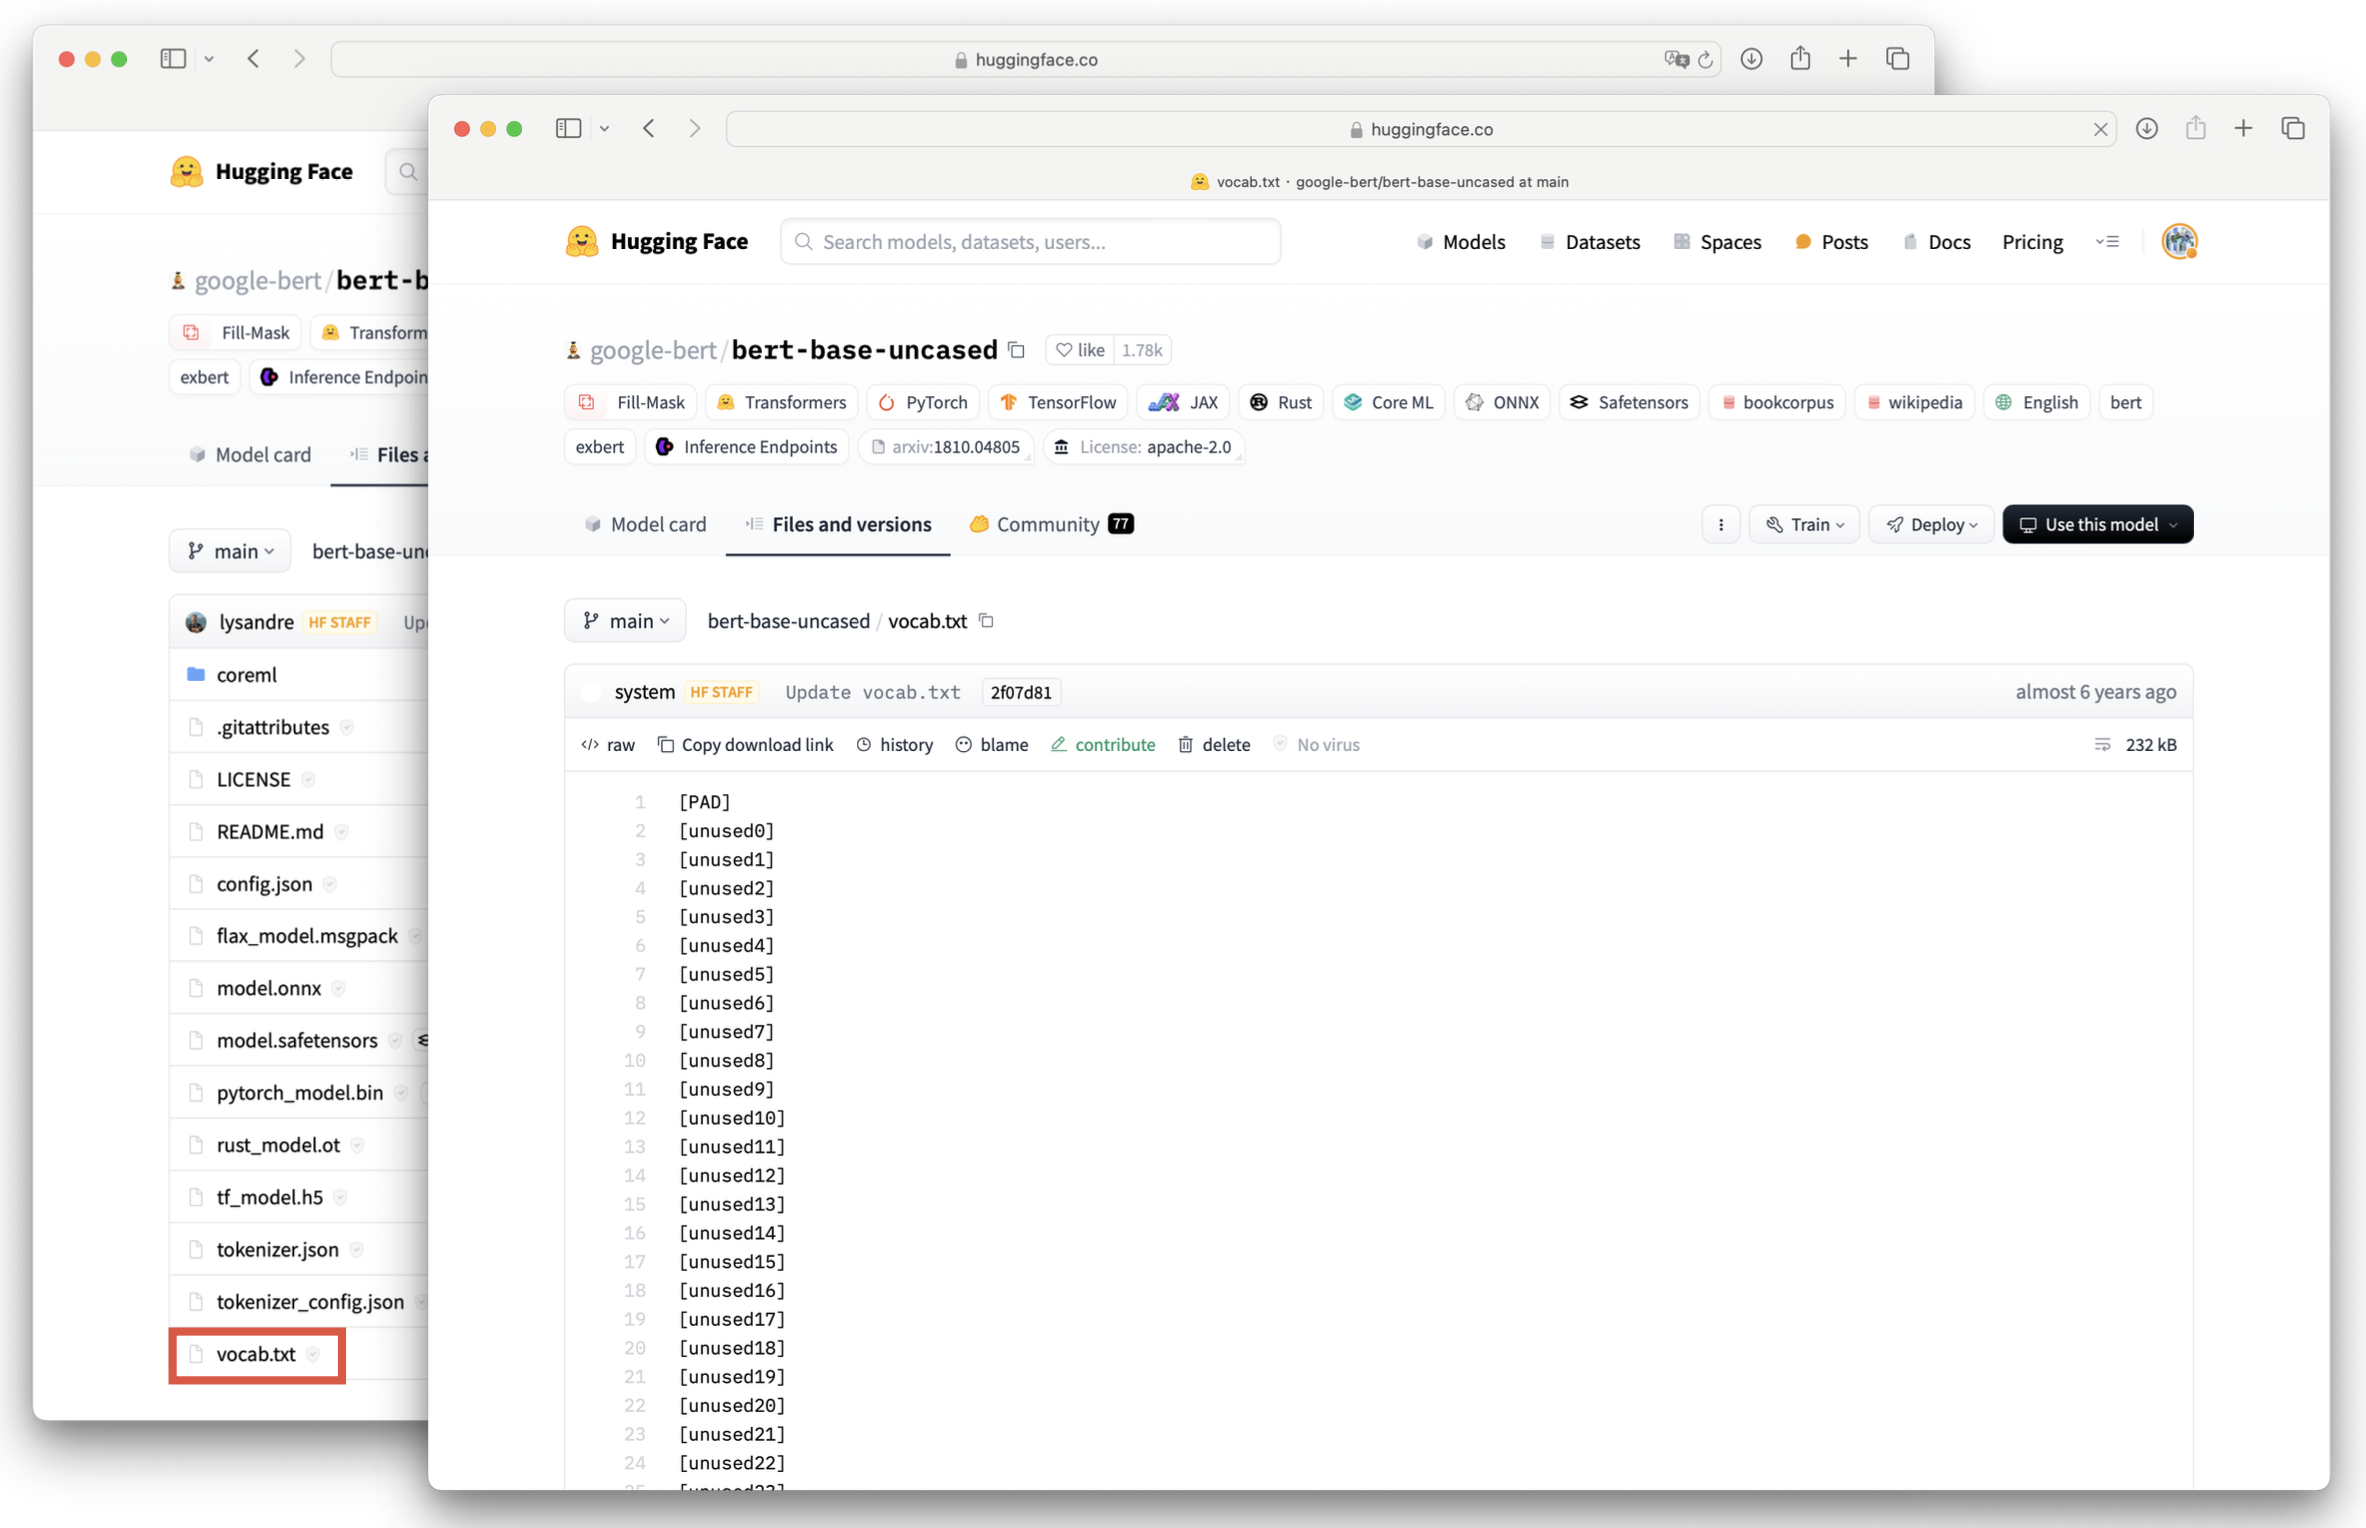 huggingface.co
Hugging Face
google-bert/bert-b
Fill-Mask Transform
exbert Inference Endpoin
Model card Files
main bert-base-un
lysandre HF STAFF Up
coreml
.gitattributes
LICENSE
README.md
config.json
flax_model.msgpack
model.onnx
model.safetensors
pytorch_model.bin
rust_model.ot
tf_model.h5
tokenizer.json
tokenizer_config.json
vocab.txt
huggingface.co
vocab.txt · google-bert/bert-base-uncased at main
Hugging Face Search models, datasets, users... Models Datasets Spaces Posts Docs Pricing
google-bert/bert-base-uncased like 1.78k
Fill-Mask Transformers PyTorch TensorFlow JAX Rust Core ML ONNX Safetensors bookcorpus wikipedia English bert
exbert Inference Endpoints arxiv:1810.04805 License: apache-2.0
Model card Files and versions Community 77 Train Deploy Use this model
main bert-base-uncased / vocab.txt
system HF STAFF Update vocab.txt 2f07d81 almost 6 years ago
</> raw Copy download link history blame contribute delete No virus 232 kB
1 [PAD]
2 [unused0]
3 [unused1]
4 [unused2]
5 [unused3]
6 [unused4]
7 [unused5]
8 [unused6]
9 [unused7]
10 [unused8]
11 [unused9]
12 [unused10]
13 [unused11]
14 [unused12]
15 [unused13]
16 [unused14]
17 [unused15]
18 [unused16]
19 [unused17]
20 [unused18]
21 [unused19]
22 [unused20]
23 [unused21]
24 [unused22]
25 [unused23]